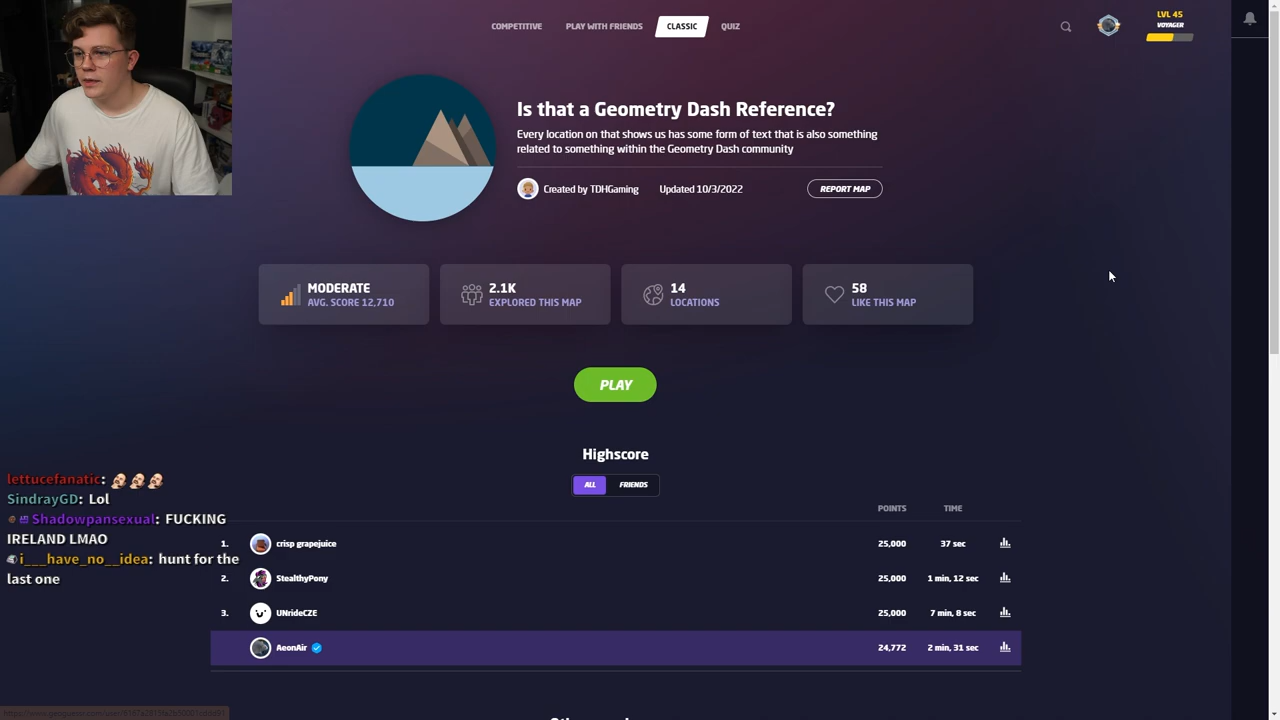 COMPETITIVE PLAY WITH FRIENDS CLASSIC QUIZ
LVL 45
VOYAGER
Is that a Geometry Dash Reference?
Every location on that shows us has some form of text that is also something
related to something within the Geometry Dash community
Created by TDHGaming Updated 10/3/2022 REPORT MAP
MODERATE
AVG. SCORE 12,710
2.1K
EXPLORED THIS MAP
14
LOCATIONS
58
LIKE THIS MAP
PLAY
Highscore
ALL FRIENDS
POINTS TIME
1. crisp grapejuice 25,000 37 sec
2. StealthyPony 25,000 1 min, 12 sec
3. UNrideCZE 25,000 7 min, 8 sec
AeonAir 24,772 2 min, 31 sec
lettucefanatic:
SindrayGD: Lol
Shadowpansexual: FUCKING
IRELAND LMAO
i___have_no__idea: hunt for the
last one